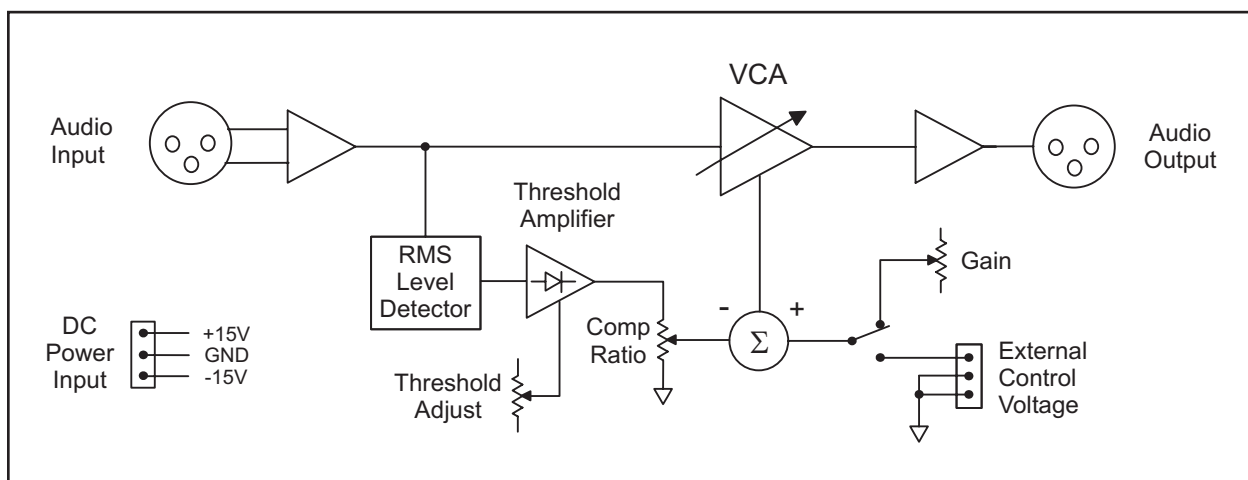 VCA
Audio
Input
Audio
Output
Threshold
Amplifier
RMS
Level
Detector
Gain
DC
Power
Input
+15V
GND
-15V
Comp
Ratio
-
+
Σ
Threshold
Adjust
External
Control
Voltage